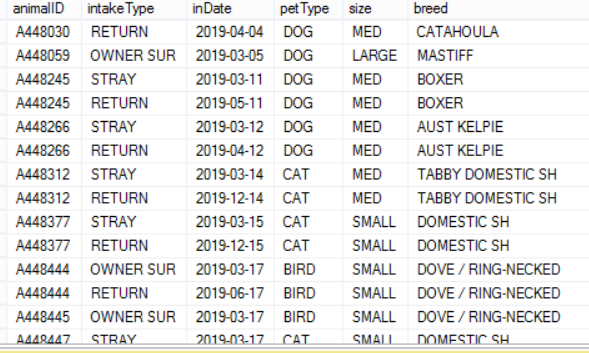 animalID intakeType inDate petType size breed
A448030 RETURN 2019-04-04 DOG MED CATAHOULA
A448059 OWNER SUR 2019-03-05 DOG LARGE MASTIFF
A448245 STRAY 2019-03-11 DOG MED BOXER
A448245 RETURN 2019-05-11 DOG MED BOXER
A448266 STRAY 2019-03-12 DOG MED AUST KELPIE
A448266 RETURN 2019-04-12 DOG MED AUST KELPIE
A448312 STRAY 2019-03-14 CAT MED TABBY DOMESTIC SH
A448312 RETURN 2019-12-14 CAT MED TABBY DOMESTIC SH
A448377 STRAY 2019-03-15 CAT SMALL DOMESTIC SH
A448377 RETURN 2019-12-15 CAT SMALL DOMESTIC SH
A448444 OWNER SUR 2019-03-17 BIRD SMALL DOVE / RING-NECKED
A448444 RETURN 2019-06-17 BIRD SMALL DOVE / RING-NECKED
A448445 OWNER SUR 2019-03-17 BIRD SMALL DOVE / RING-NECKED
A448447 STRAY 2019-03-17 CAT SMALL DOMESTIC SH